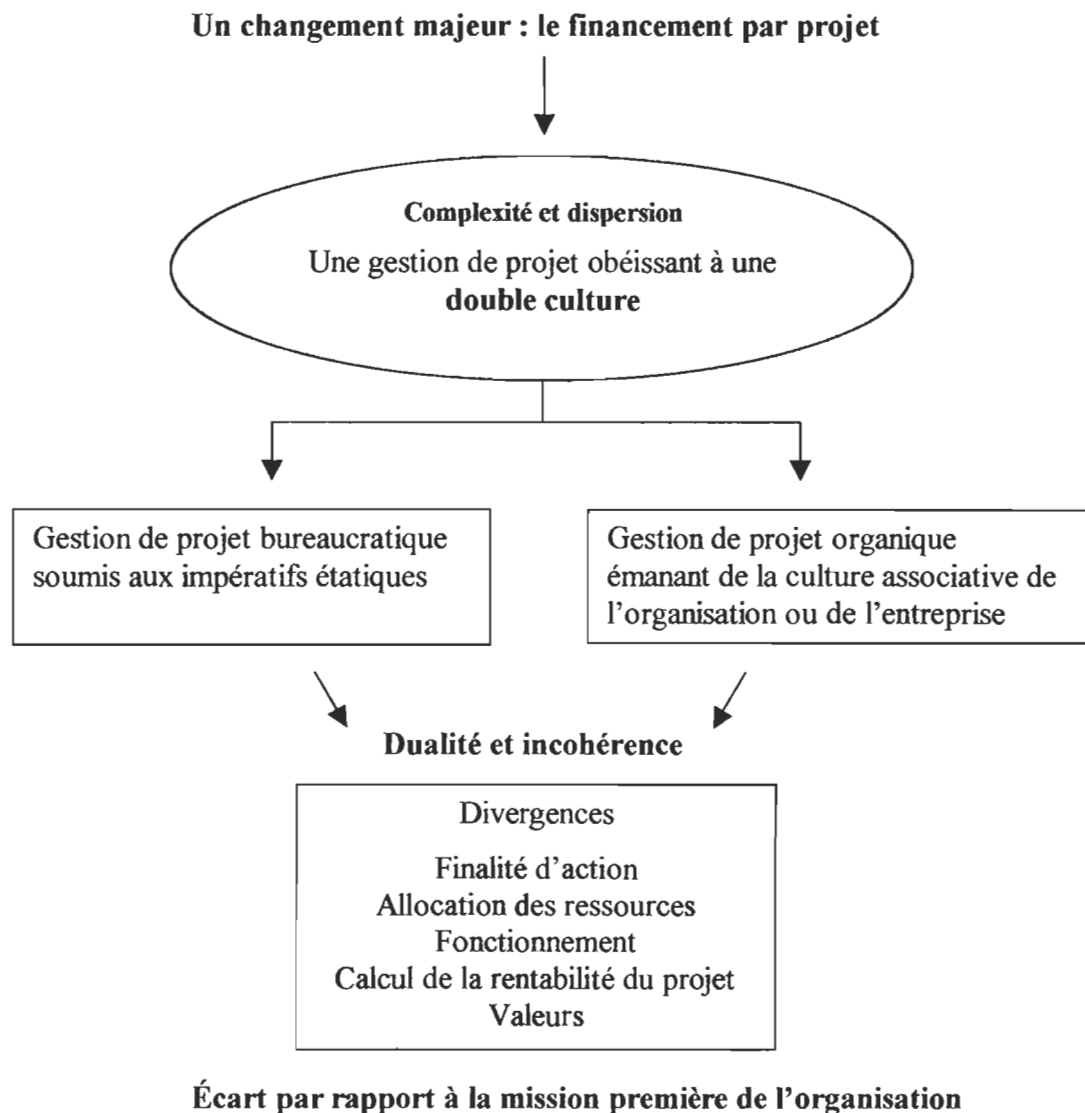 Un changement majeur : le financement par projet
Complexité et dispersion
Une gestion de projet obéissant à une
double culture
Gestion de projet bureaucratique
soumis aux impératifs étatiques
Gestion de projet organique
émanant de la culture associative de
l'organisation ou de l'entreprise
Dualité et incohérence
Divergences
Finalité d'action
Allocation des ressources
Fonctionnement
Calcul de la rentabilité du projet
Valeurs
Écart par rapport à la mission première de l'organisation